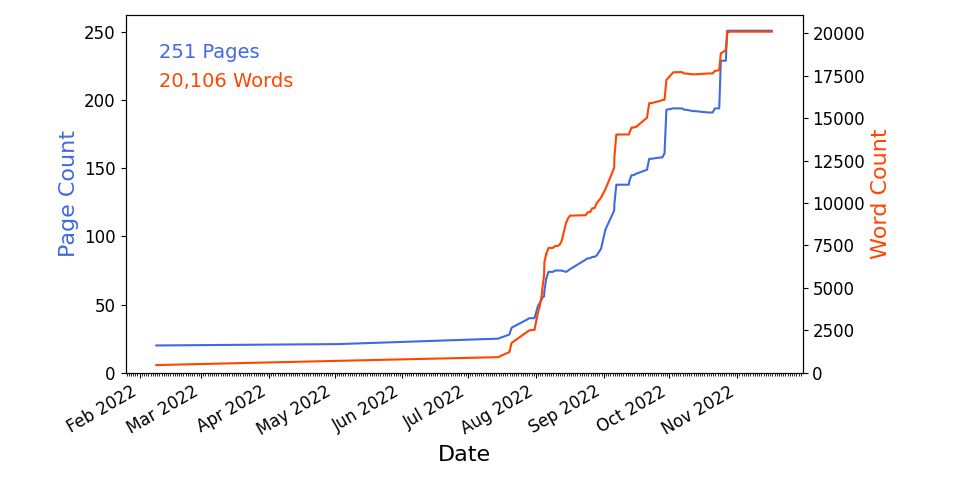 251 Pages
20,106 Words
Page Count
250
200
150
100
50
0
20000
17500
15000
12500
10000
7500
5000
2500
0
Word Count
Feb 2022
Mar 2022
Apr 2022
May 2022
Jun 2022
Jul 2022
Aug 2022
Sep 2022
Oct 2022
Nov 2022
Date